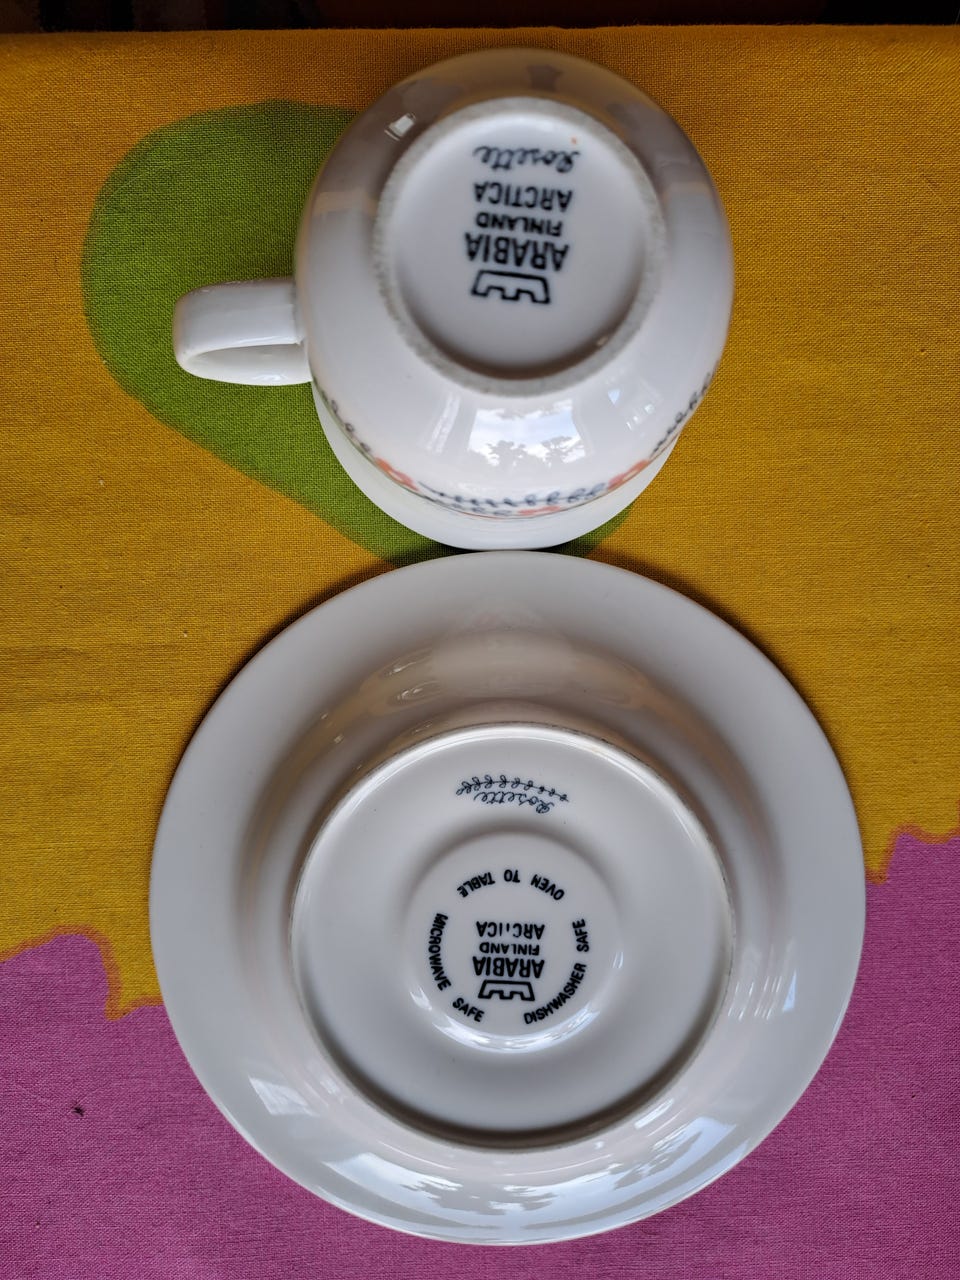 ARABIA
FINLAND
ARCTICA
Rosette
DISHWASHER SAFE
MICROWAVE SAFE
ARABIA
FINLAND
ARCTICA
OVEN TO TABLE
Rosette